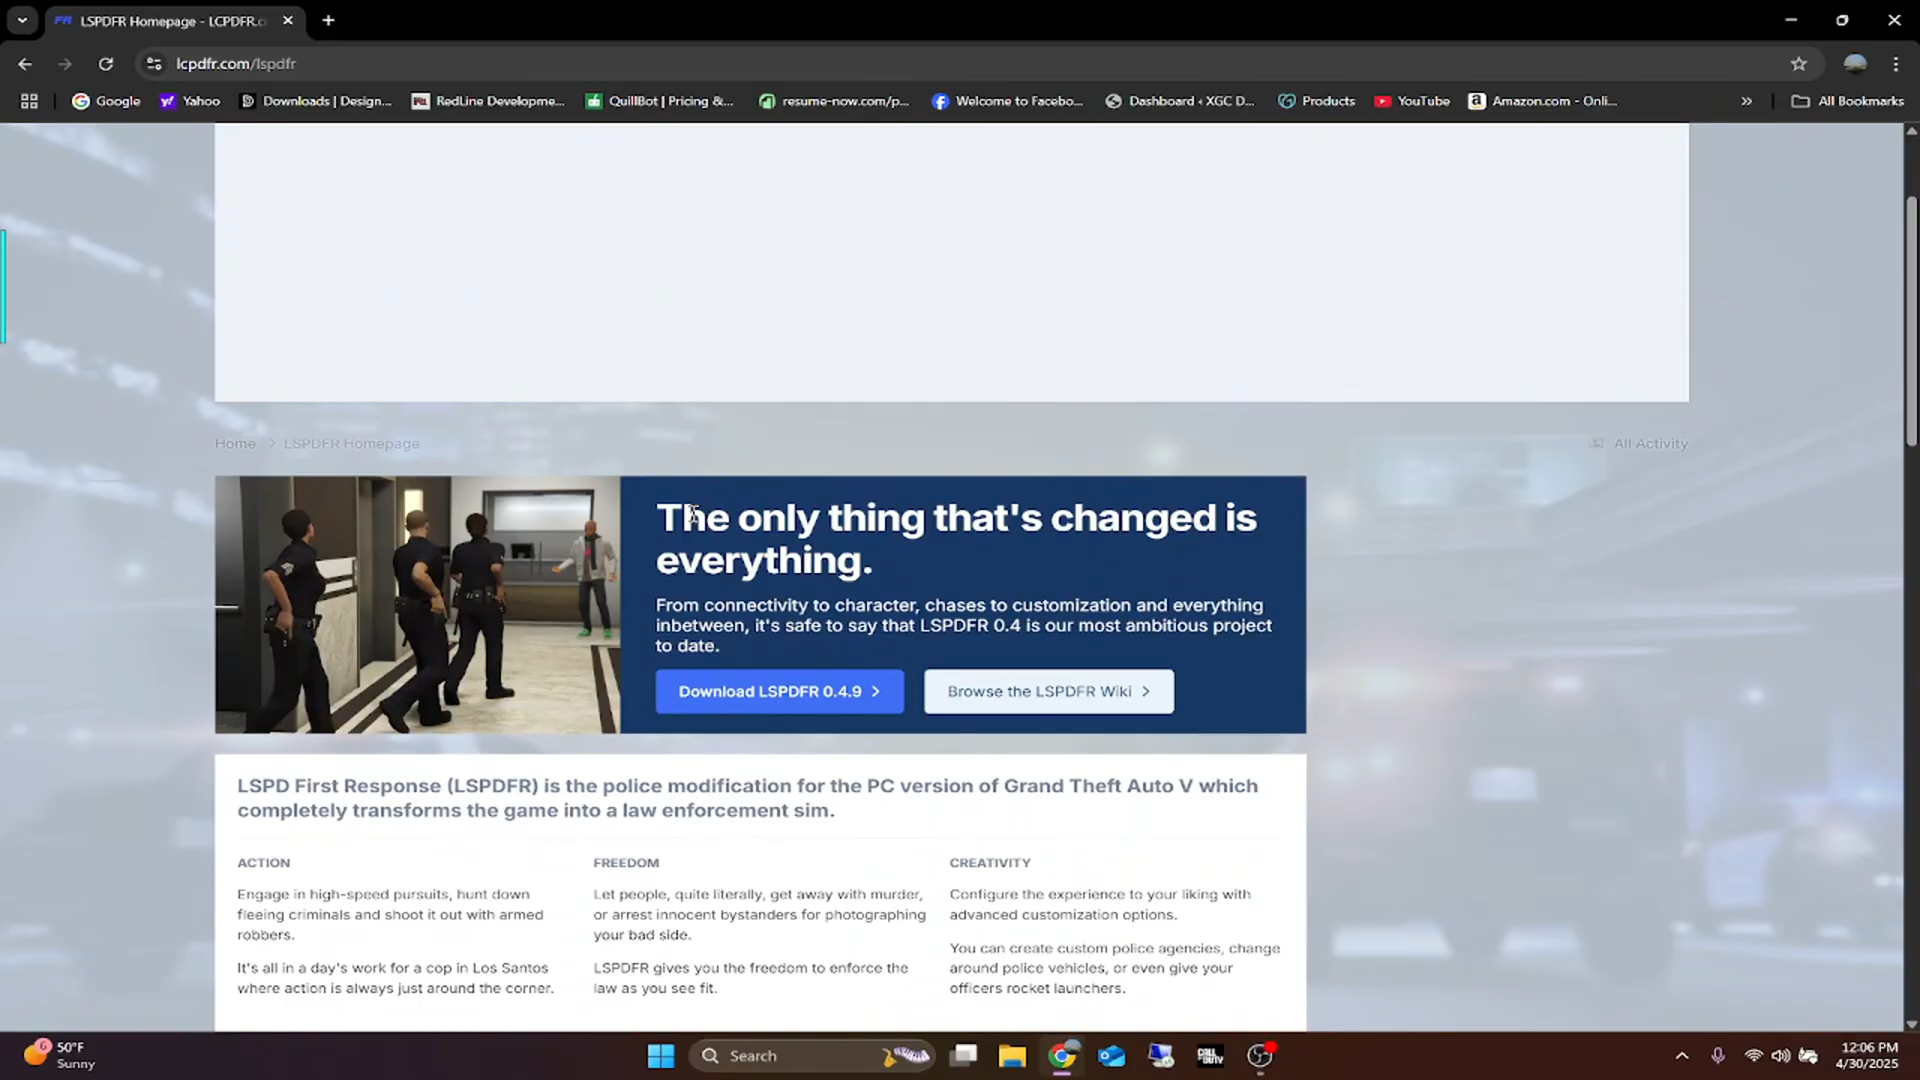 LSPDFR Homepage - LCPDFR.c
lcpdfr.com/lspdfr
Google
Yahoo
Downloads | Design...
RedLine Developme...
QuillBot | Pricing &...
resume-now.com/p...
Welcome to Facebo...
Dashboard ‹ XGC D...
Products
YouTube
Amazon.com - Onli...
»
All Bookmarks
Home > LSPDFR Homepage
All Activity
The only thing that's changed is
everything.
From connectivity to character, chases to customization and everything
inbetween, it's safe to say that LSPDFR 0.4 is our most ambitious project
to date.
Download LSPDFR 0.4.9 >
Browse the LSPDFR Wiki >
LSPD First Response (LSPDFR) is the police modification for the PC version of Grand Theft Auto V which
completely transforms the game into a law enforcement sim.
ACTION
Engage in high-speed pursuits, hunt down
fleeing criminals and shoot it out with armed
robbers.
It's all in a day's work for a cop in Los Santos
where action is always just around the corner.
FREEDOM
Let people, quite literally, get away with murder,
or arrest innocent bystanders for photographing
your bad side.
LSPDFR gives you the freedom to enforce the
law as you see fit.
CREATIVITY
Configure the experience to your liking with
advanced customization options.
You can create custom police agencies, change
around police vehicles, or even give your
officers rocket launchers.
6
50°F
Sunny
Search
CALL OF DUTY
12:06 PM
4/30/2025